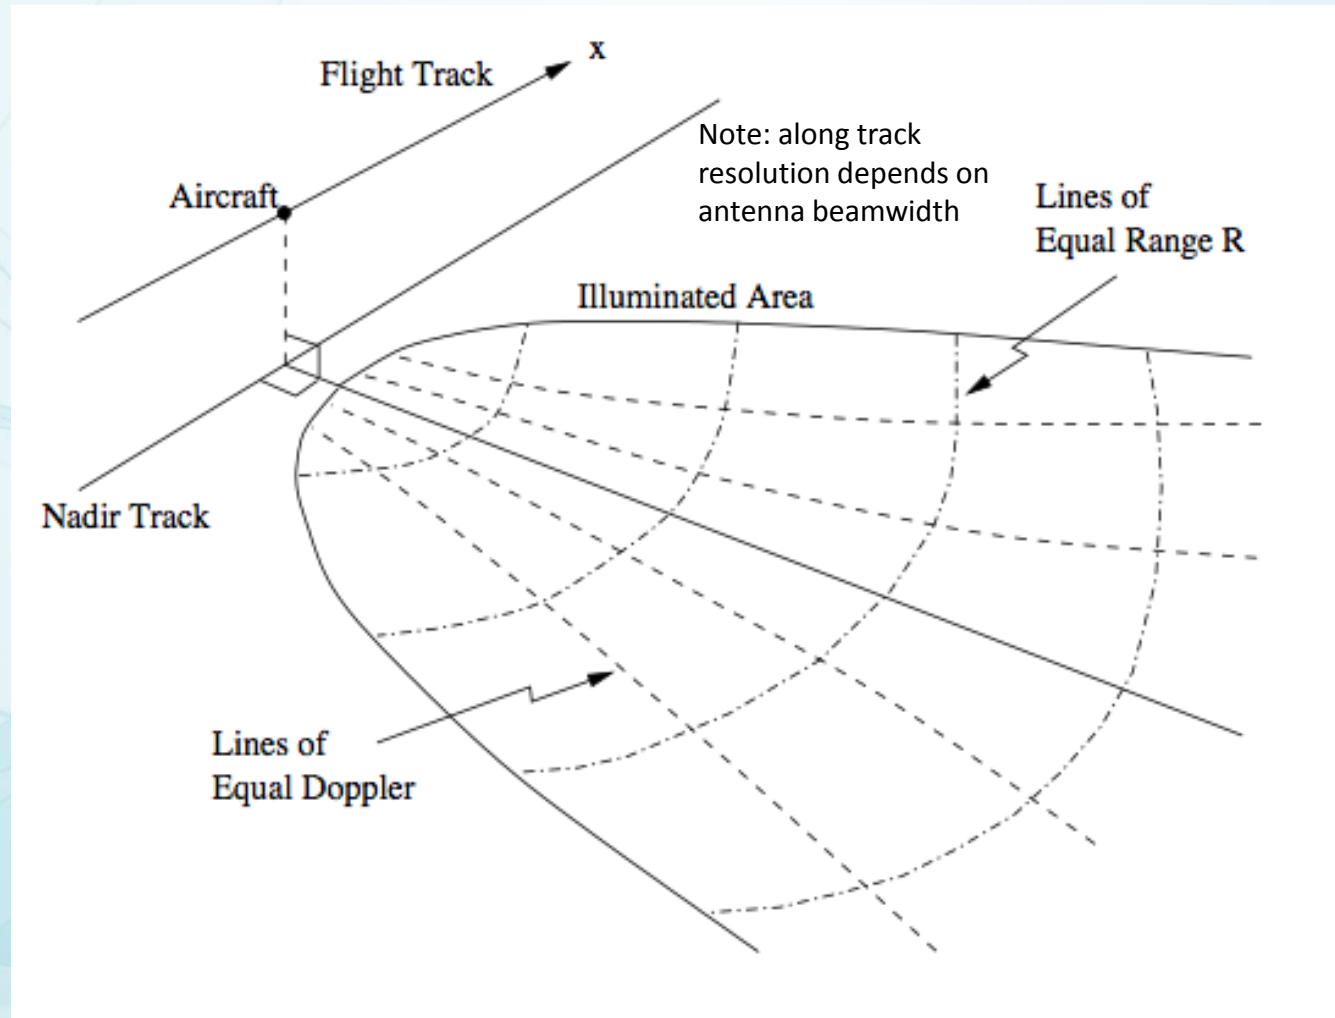 x
Flight Track
Note: along track
resolution depends on
antenna beamwidth
Aircraft
Lines of
Equal Range R
Illuminated Area
Nadir Track
Lines of
Equal Doppler